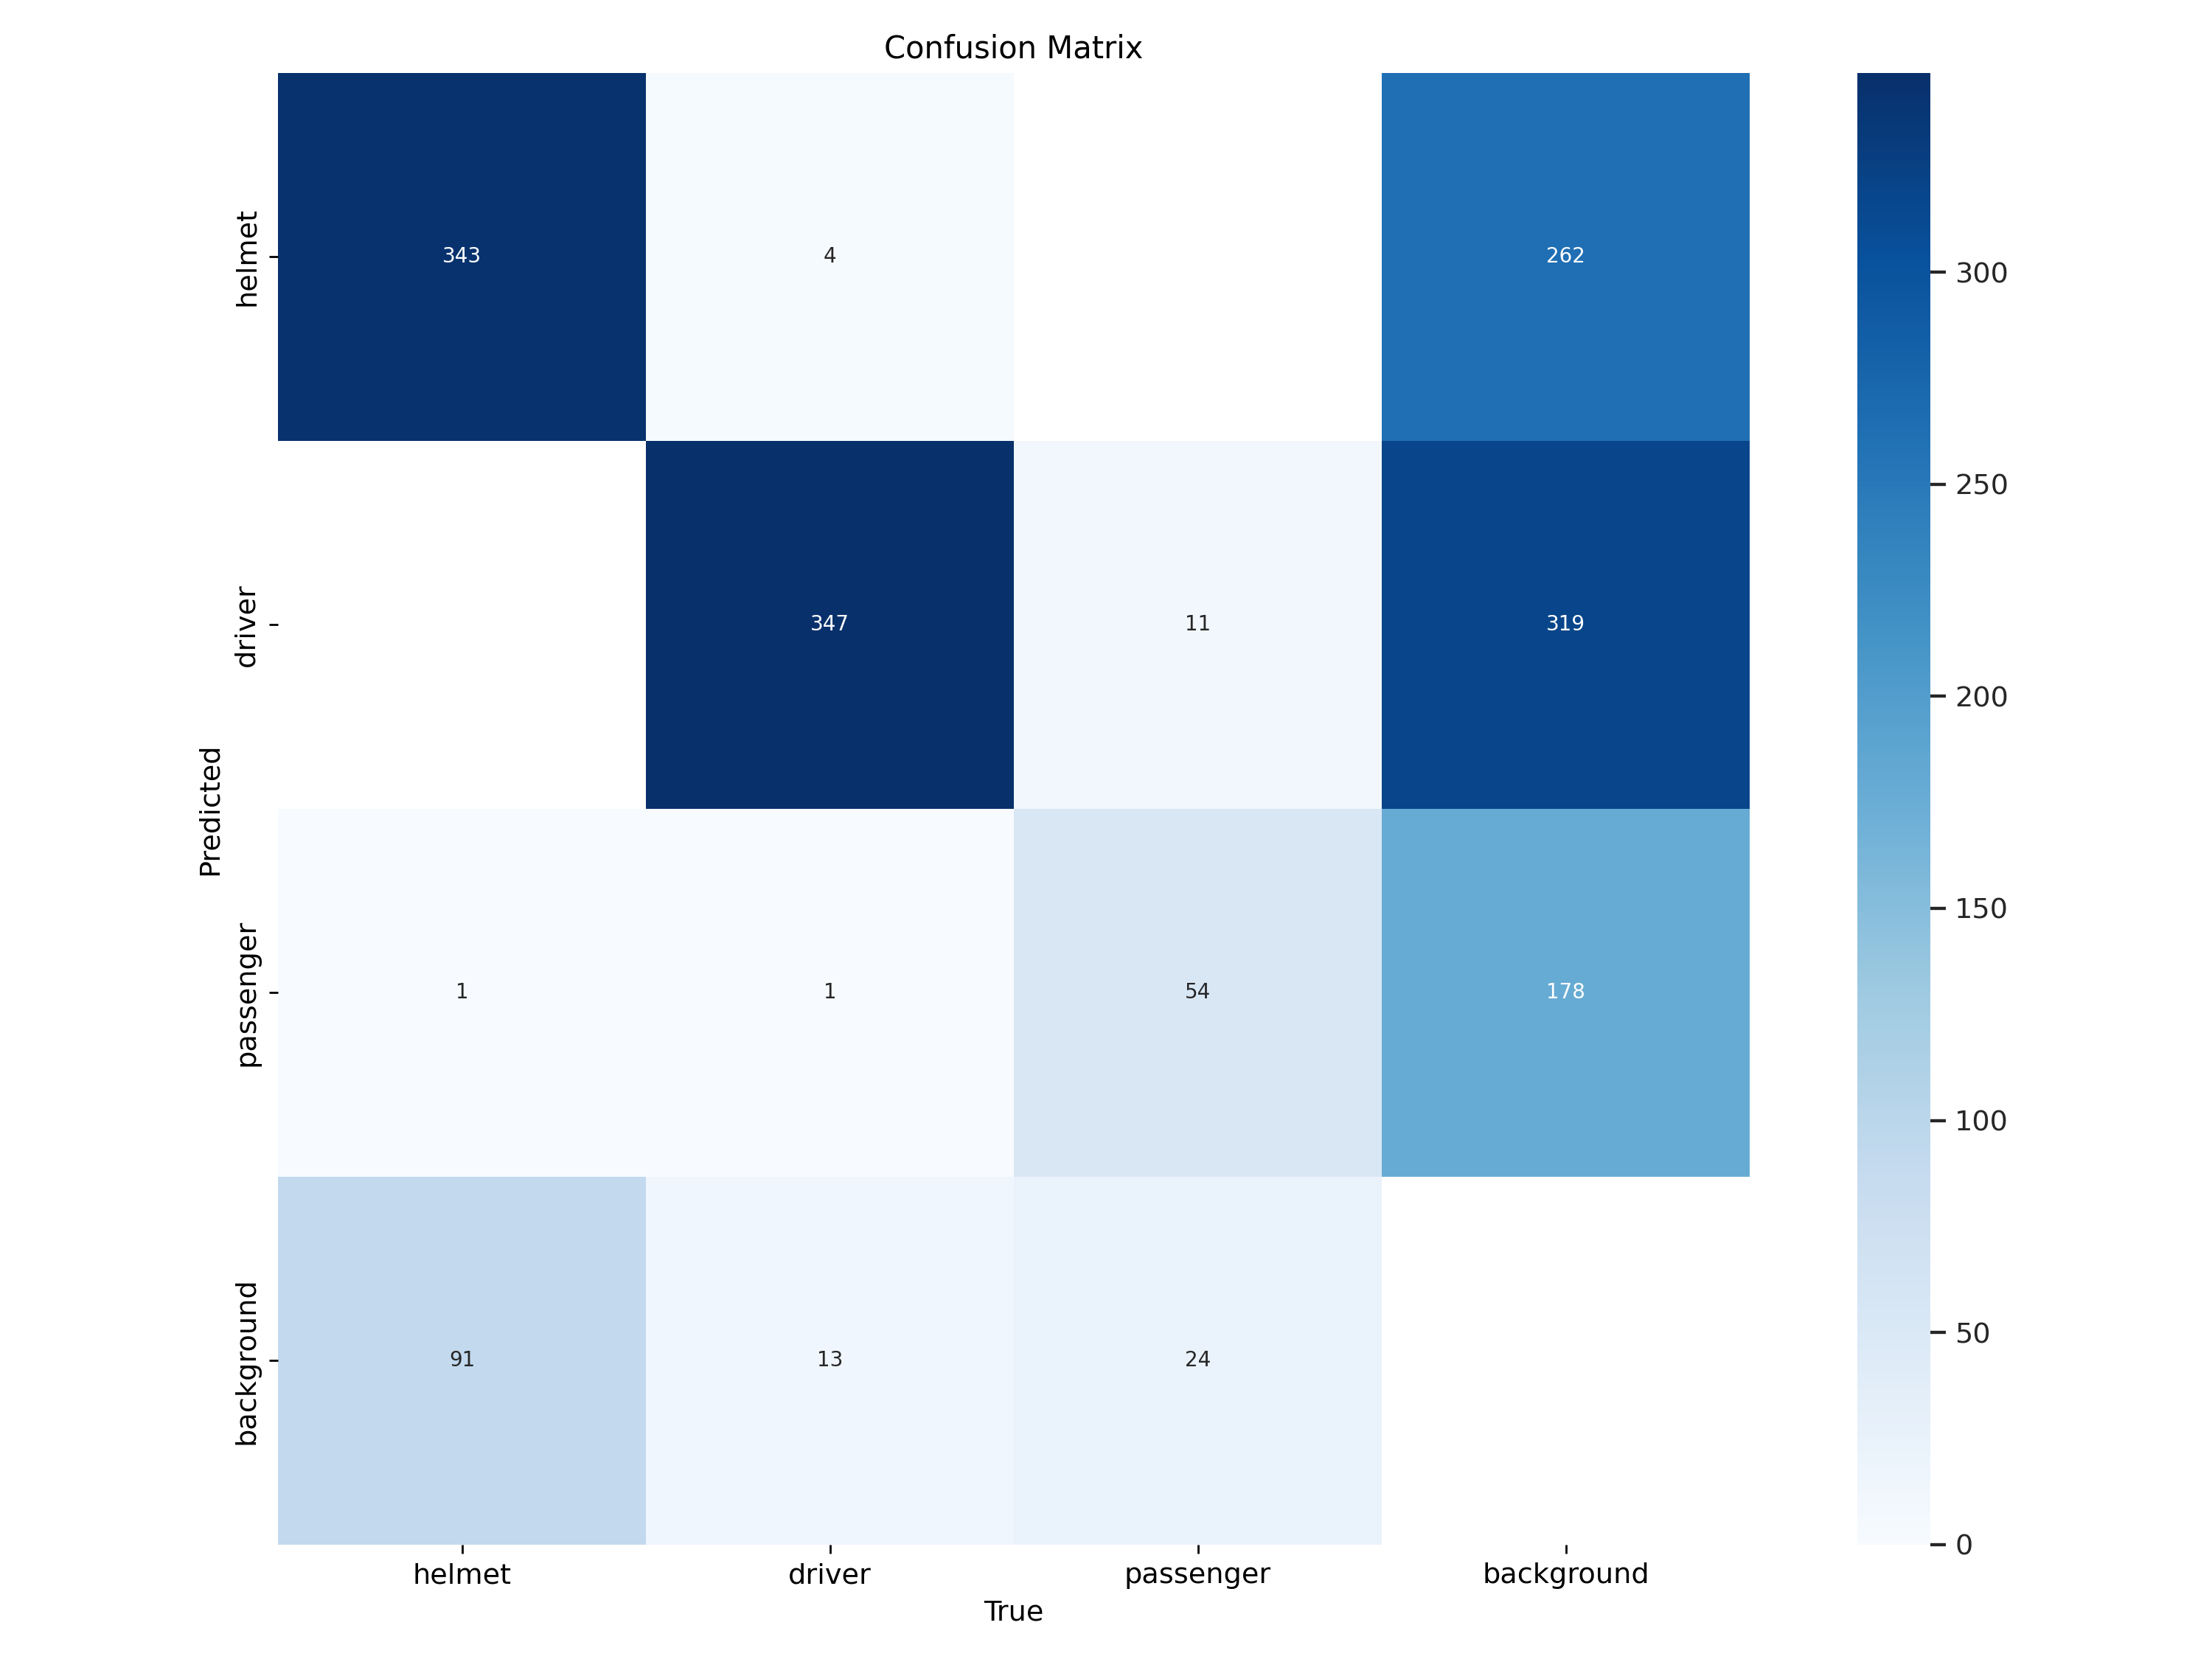 Confusion Matrix
helmet
343
4
262
driver
347
11
319
passenger
1
1
54
178
background
91
13
24
helmet
driver
passenger
background
True
Predicted
300
250
200
150
100
50
0